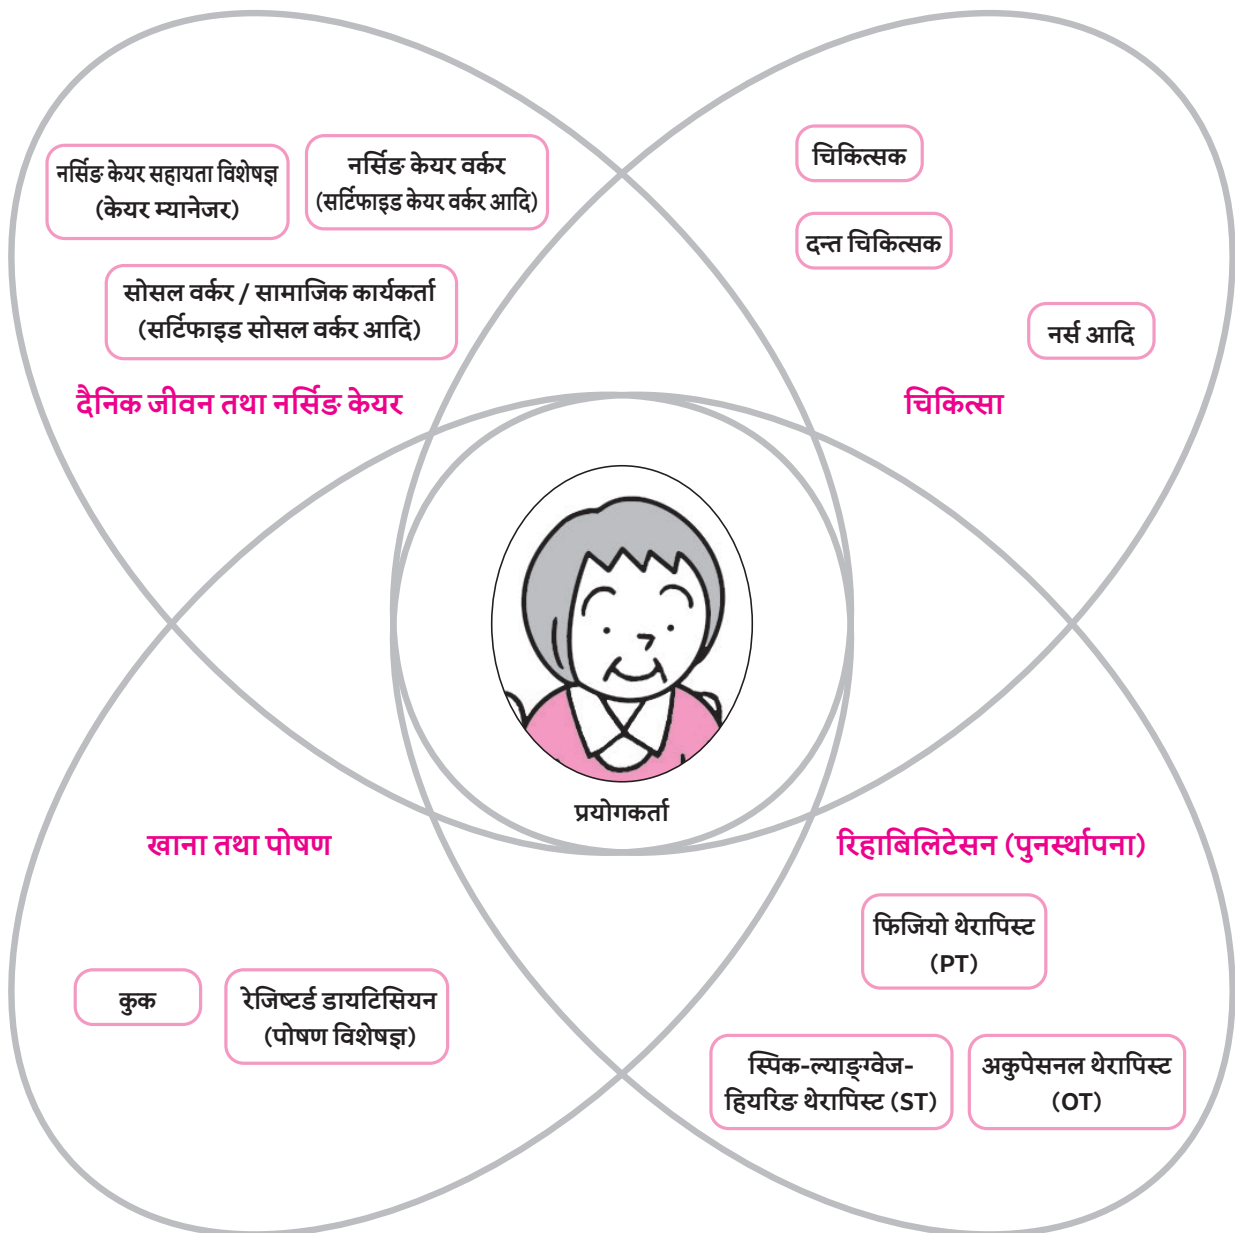 नर्सिङ केयर सहायता विशेषज्ञ
(केयर म्यानेजर)
नर्सिङ केयर वर्कर
(सर्टिफाइड केयर वर्कर आदि)
सोसल वर्कर / सामाजिक कार्यकर्ता
(सर्टिफाइड सोसल वर्कर आदि)
दैनिक जीवन तथा नर्सिङ केयर
चिकित्सक
दन्त चिकित्सक
नर्स आदि
चिकित्सा
प्रयोगकर्ता
खाना तथा पोषण
कुक
रेजिष्टर्ड डायटिसियन
(पोषण विशेषज्ञ)
रिहाबिलिटेसन (पुनर्स्थापना)
फिजियो थेरापिस्ट
(PT)
स्पिक-ल्याङ्ग्वेज-
हियरिङ थेरापिस्ट (ST)
अकुपेसनल थेरापिस्ट
(OT)